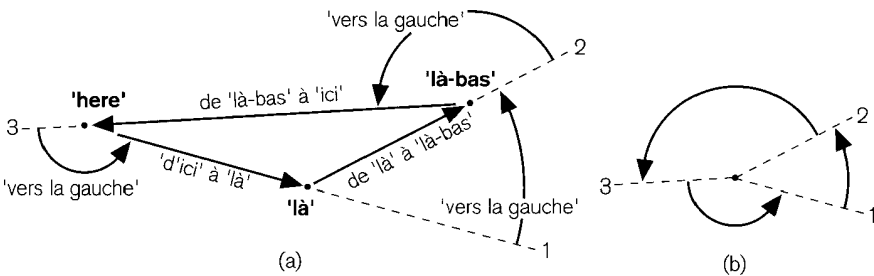 'vers la gauche'
2
'là-bas'
'here'
de 'là-bas' à 'ici'
3
'd'ici' à 'là'
de 'là' à 'là-bas'
'vers la gauche'
'là'
'vers la gauche'
1
(a)
2
3
1
(b)